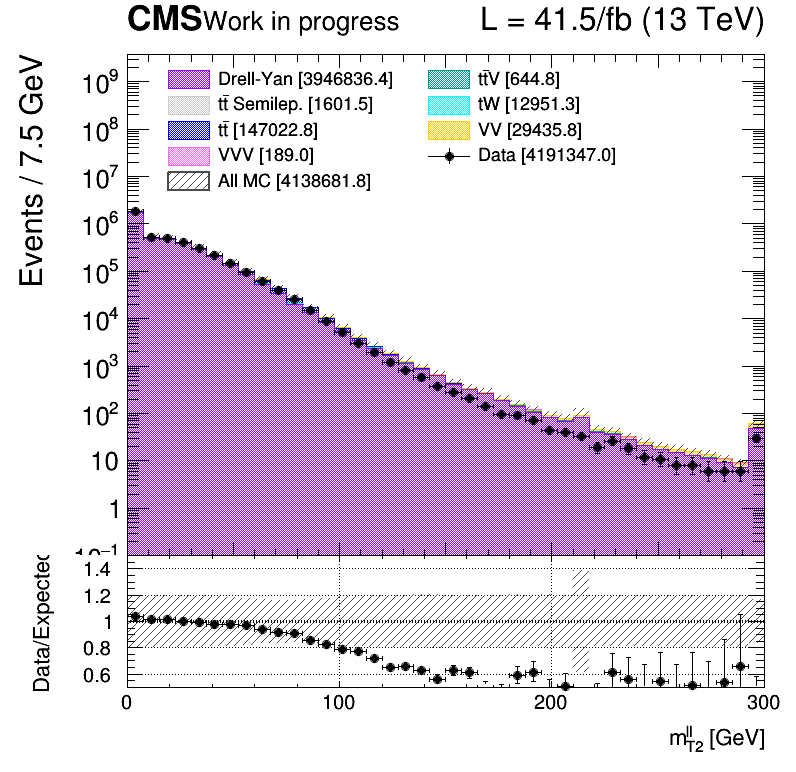 CMS Work in progress L = 41.5/fb (13 TeV)
Events / 7.5 GeV
Drell-Yan [3946836.4]
tt̄ Semilep. [1601.5]
tt̄ [147022.8]
VVV [189.0]
All MC [4138681.8]
tt̄V [644.8]
tW [12951.3]
VV [29435.8]
Data [4191347.0]
10⁹
10⁸
10⁷
10⁶
10⁵
10⁴
10³
10²
10
1
10⁻¹
Data/Expected
1.4
1.2
1
0.8
0.6
0 100 200 300
m_T2^ll [GeV]